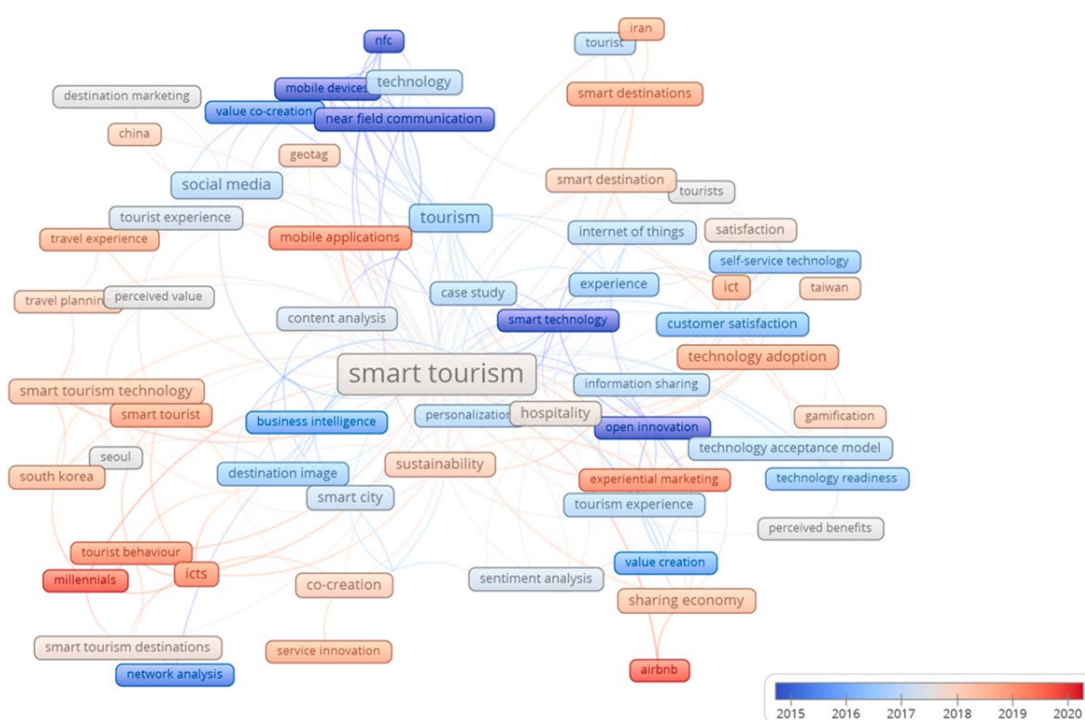 iran
tourist
nfc
technology
mobile devices
smart destinations
destination marketing
value co-creation
near field communication
china
geotag
smart destination
social media
tourists
tourist experience
tourism
internet of things
satisfaction
travel experience
mobile applications
self-service technology
experience
ict
taiwan
travel plannin
perceived value
case study
content analysis
smart technology
customer satisfaction
technology adoption
smart tourism
information sharing
smart tourism technology
smart tourist
personalization
hospitality
gamification
business intelligence
open innovation
technology acceptance model
seoul
sustainability
south korea
destination image
experiential marketing
technology readiness
smart city
tourism experience
perceived benefits
tourist behaviour
value creation
millennials
icts
co-creation
sentiment analysis
sharing economy
smart tourism destinations
service innovation
network analysis
airbnb
2015 2016 2017 2018 2019 2020